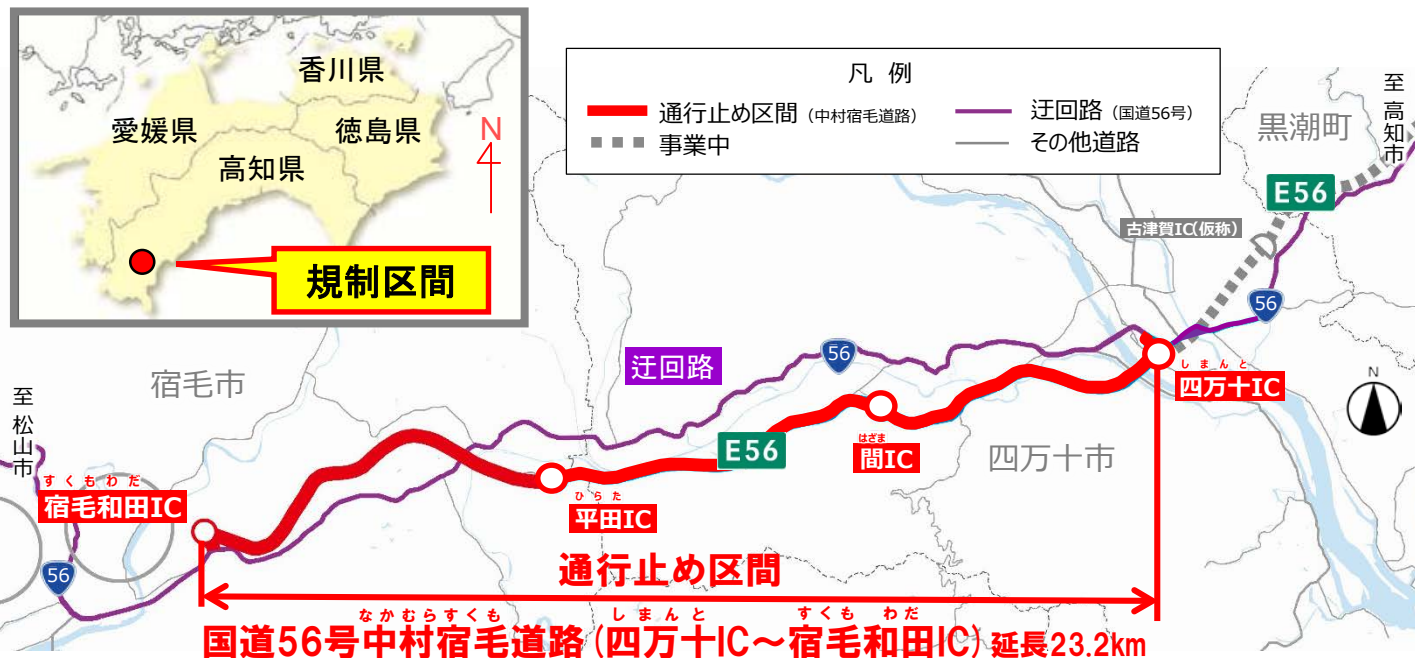 香川県
愛媛県
徳島県
高知県
N
規制区間
凡 例
通行止め区間 (中村宿毛道路)
迂回路 (国道56号)
事業中
その他道路
黒潮町
至 高知市
E56
古津賀IC(仮称)
56
しまんと
四万十IC
N
迂回路
56
宿毛市
至 松山市
すくもわだ
宿毛和田IC
56
E56
はざま
間IC
四万十市
ひらた
平田IC
通行止め区間
なかむらすくも しまんと すくも わだ
国道56号中村宿毛道路(四万十IC～宿毛和田IC) 延長23.2km